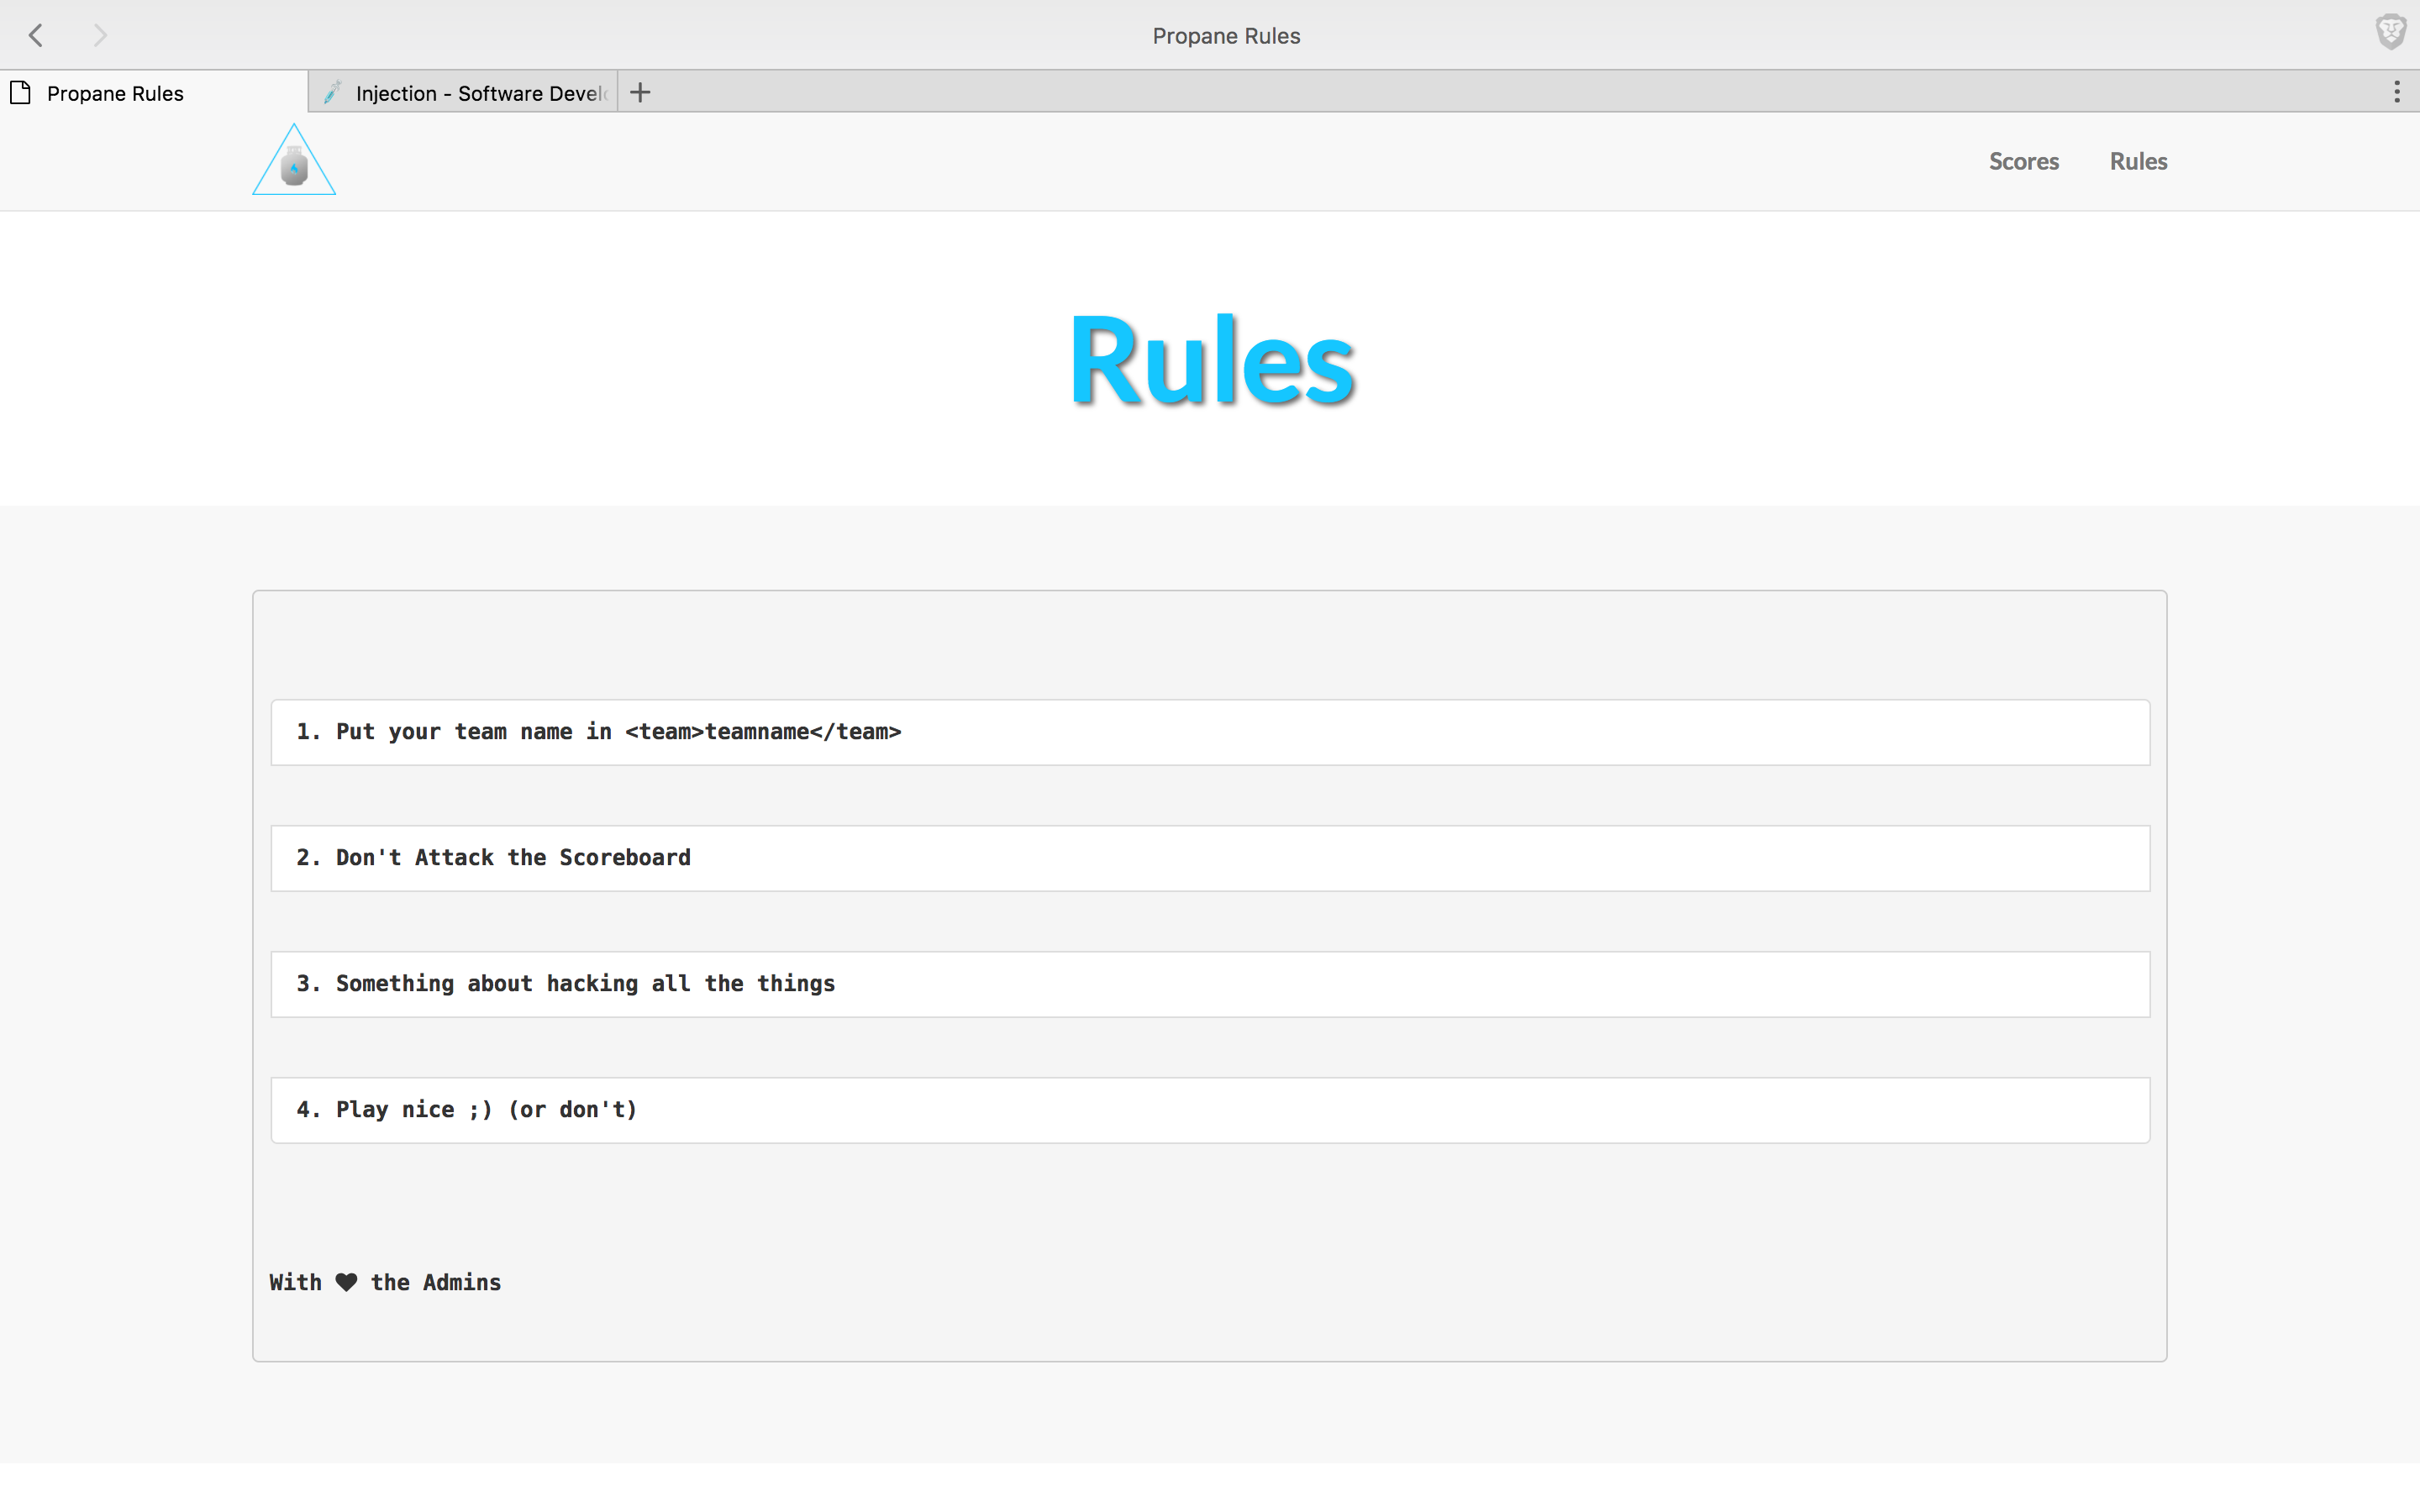 Propane Rules
Propane Rules
Injection - Software Devel
Scores
Rules
Rules
1. Put your team name in <team>teamname</team>
2. Don't Attack the Scoreboard
3. Something about hacking all the things
4. Play nice ;) (or don't)
With ♥ the Admins